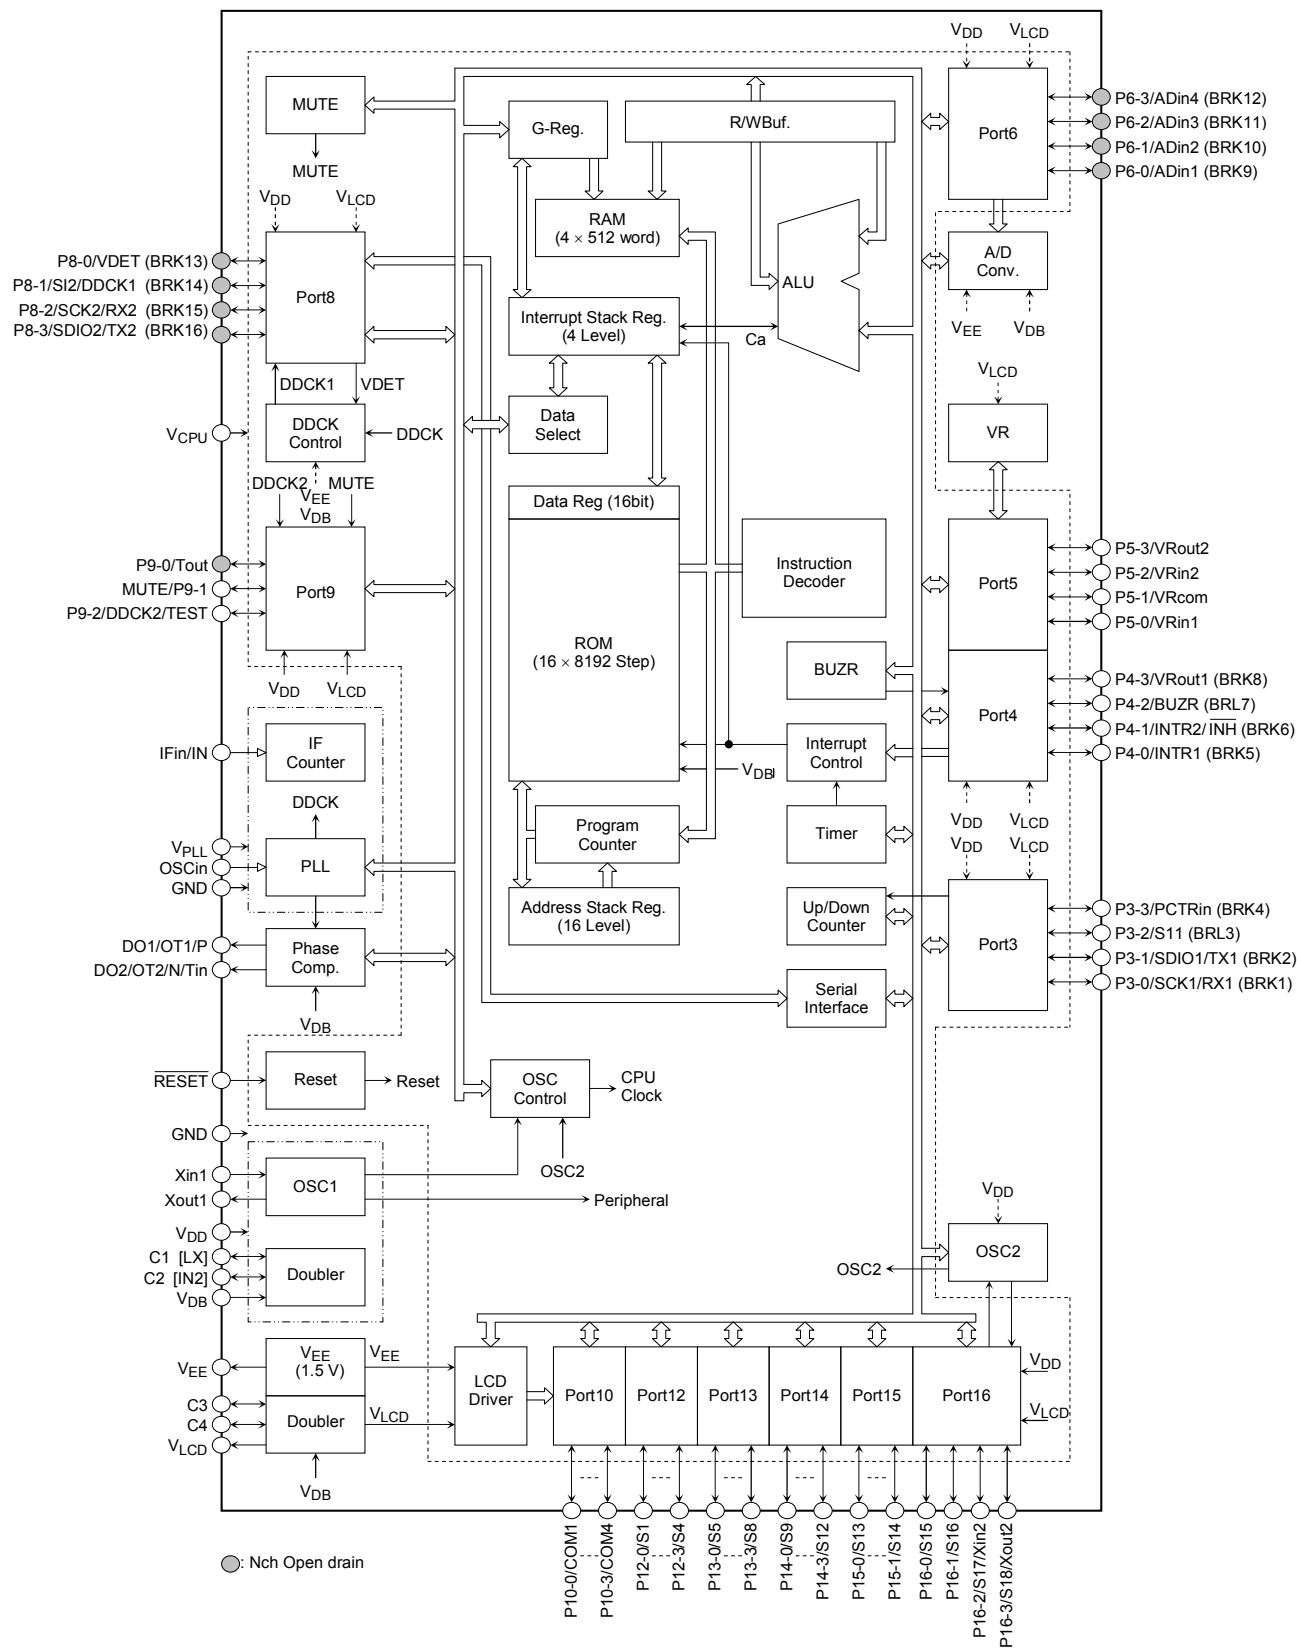 VDD
VLCD
MUTE
MUTE
G-Reg.
R/WBuf.
Port6
P6-3/ADin4 (BRK12)
P6-2/ADin3 (BRK11)
P6-1/ADin2 (BRK10)
P6-0/ADin1 (BRK9)
VDD
VLCD
RAM
(4 × 512 word)
P8-0/VDET (BRK13)
P8-1/SI2/DDCK1 (BRK14)
P8-2/SCK2/RX2 (BRK15)
P8-3/SDIO2/TX2 (BRK16)
Port8
ALU
A/D
Conv.
VEE
VDB
Interrupt Stack Reg.
(4 Level)
Ca
DDCK1
VDET
VLCD
VCPU
DDCK
Control
DDCK
Data
Select
VR
DDCK2
MUTE
VEE
VDB
Data Reg (16bit)
P9-0/Tout
MUTE/P9-1
P9-2/DDCK2/TEST
Port9
Instruction
Decoder
Port5
P5-3/VRout2
P5-2/VRin2
P5-1/VRcom
P5-0/VRin1
ROM
(16 × 8192 Step)
VDD
VLCD
BUZR
Port4
P4-3/VRout1 (BRK8)
P4-2/BUZR (BRL7)
P4-1/INTR2/ INH (BRK6)
P4-0/INTR1 (BRK5)
IFin/IN
IF
Counter
Interrupt
Control
VDB
DDCK
VDD
VLCD
VDD
VLCD
Program
Counter
Timer
VPLL
OSCin
GND
PLL
Address Stack Reg.
(16 Level)
Up/Down
Counter
Port3
P3-3/PCTRin (BRK4)
P3-2/S11 (BRL3)
P3-1/SDIO1/TX1 (BRK2)
P3-0/SCK1/RX1 (BRK1)
DO1/OT1/P
DO2/OT2/N/Tin
Phase
Comp.
Serial
Interface
VDB
RESET
Reset
Reset
OSC
Control
CPU
Clock
GND
OSC2
Xin1
Xout1
OSC1
Peripheral
VDD
VDD
C1 [LX]
C2 [IN2]
VDB
Doubler
OSC2
OSC2
VEE
VEE
(1.5 V)
VEE
LCD
Driver
Port10
Port12
Port13
Port14
Port15
Port16
VDD
VLCD
C3
C4
VLCD
Doubler
VLCD
VDB
P10-0/COM1
P10-3/COM4
P12-0/S1
P12-3/S4
P13-0/S5
P13-3/S8
P14-0/S9
P14-3/S12
P15-0/S13
P15-1/S14
P16-0/S15
P16-1/S16
P16-2/S17/Xin2
P16-3/S18/Xout2
: Nch Open drain